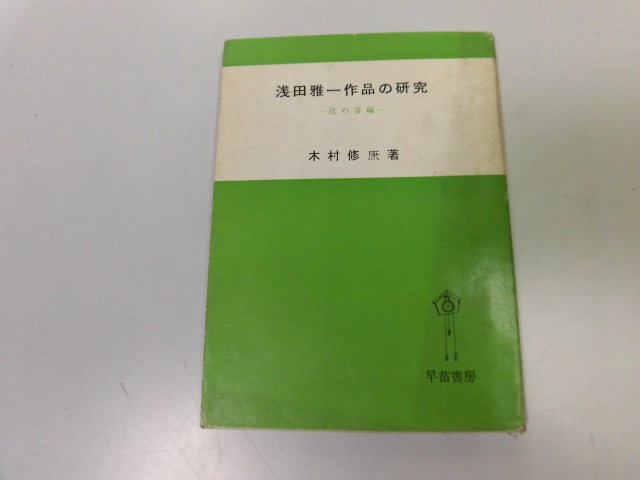 浅田雅一作品の研究
―花の音編―
木村修 著
早苗書房